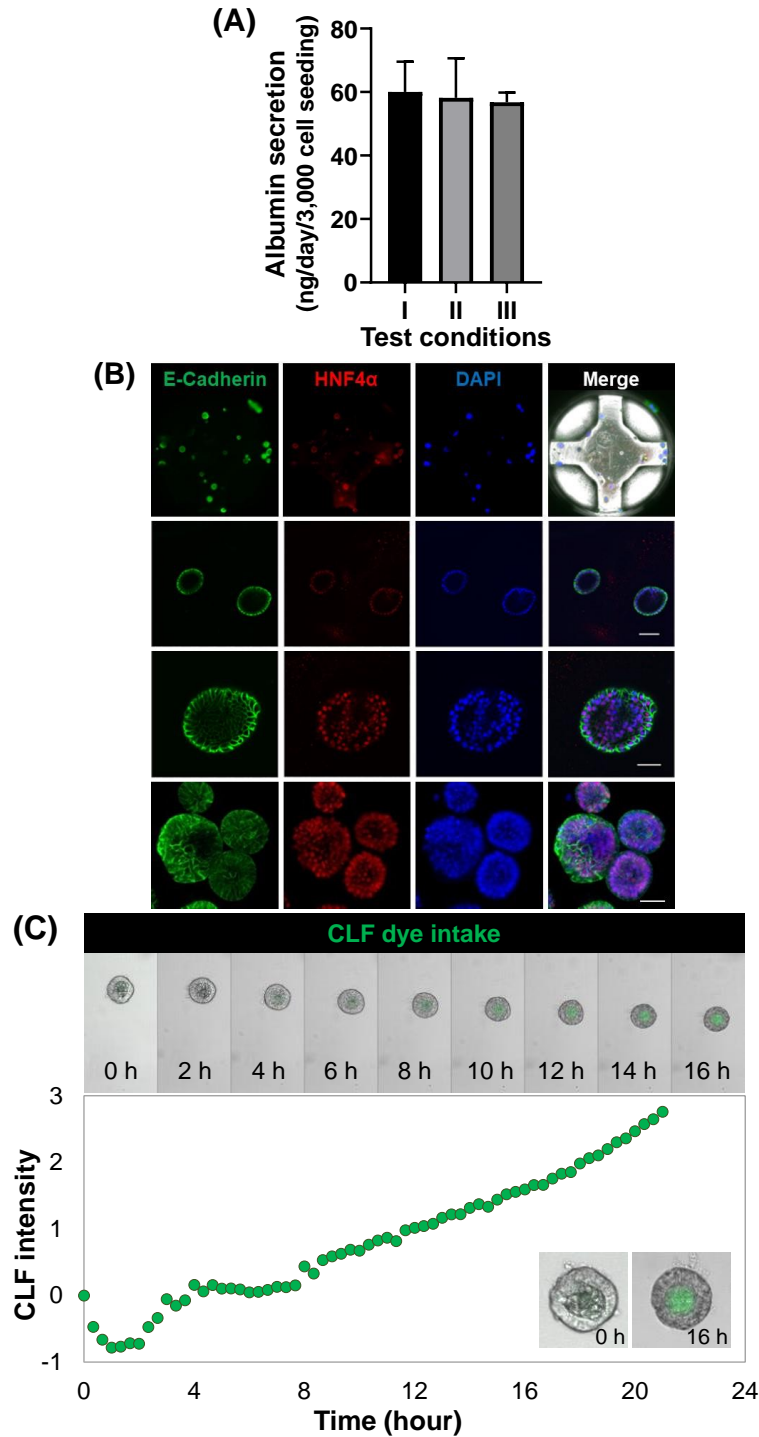 (A)
Albumin secretion
(ng/day/3,000 cell seeding)
80
60
40
20
0
I II III
Test conditions
(B)
E-Cadherin HNF4α DAPI Merge
(C)
CLF dye intake
0 h 2 h 4 h 6 h 8 h 10 h 12 h 14 h 16 h
CLF intensity
3
2
1
0
-1
0 h 16 h
0 4 8 12 16 20 24
Time (hour)